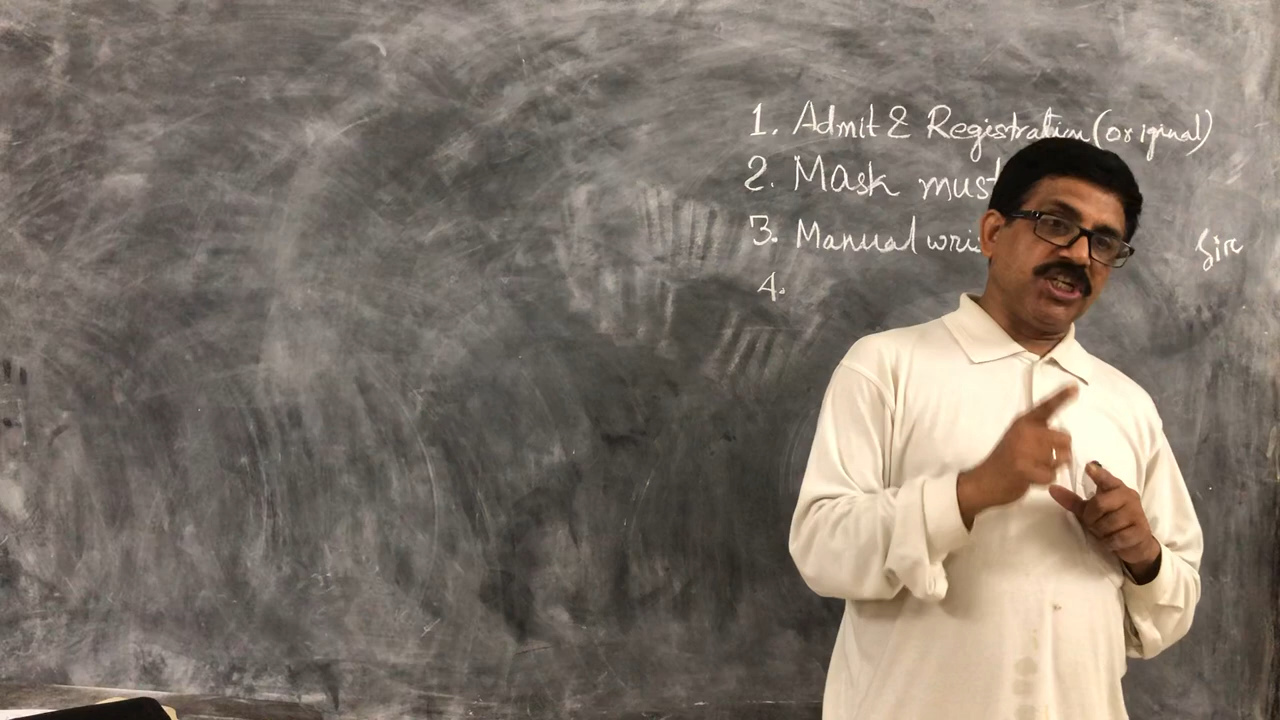 1. Admit & Registration (original)
2. Mask must
3. Manual wri
Sir
4.